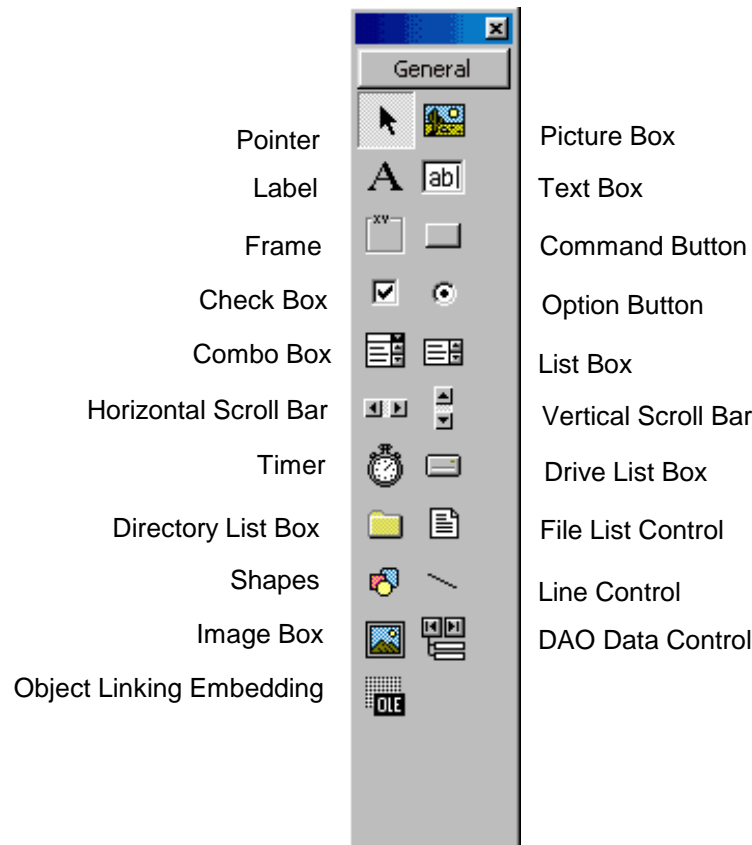 General
Pointer
Picture Box
A
ab
Label
Text Box
xv
Frame
Command Button
Check Box
Option Button
Combo Box
List Box
Horizontal Scroll Bar
Vertical Scroll Bar
Timer
Drive List Box
Directory List Box
File List Control
Shapes
Line Control
Image Box
DAO Data Control
Object Linking Embedding
OLE